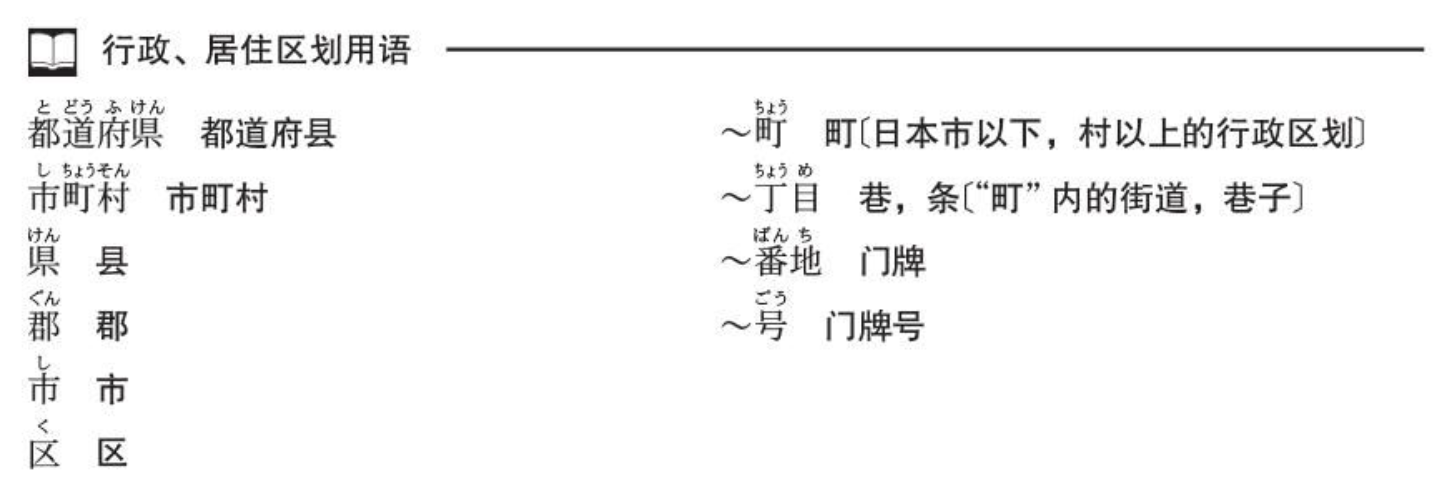 行政、居住区划用语
と どう ふ けん
都道府県 都道府县
し ちょうそん
市町村 市町村
けん
県 县
ぐん
郡 郡
し
市 市
く
区 区
ちょう
～町 町〔日本市以下，村以上的行政区划〕
ちょう め
～丁目 巷，条〔“町”内的街道，巷子〕
ばん ち
～番地 门牌
ごう
～号 门牌号